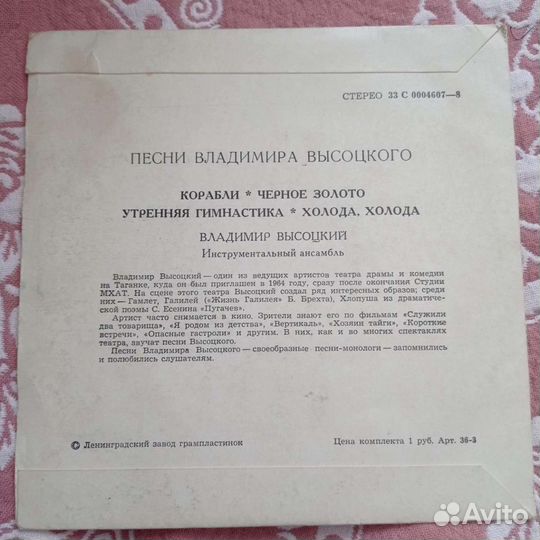 СТЕРЕО 33 С 0004607—8
ПЕСНИ ВЛАДИМИРА ВЫСОЦКОГО
КОРАБЛИ * ЧЕРНОЕ ЗОЛОТО
УТРЕННЯЯ ГИМНАСТИКА * ХОЛОДА, ХОЛОДА
ВЛАДИМИР ВЫСОЦКИЙ
Инструментальный ансамбль
Владимир Высоцкий — один из ведущих артистов театра драмы и комедии
на Таганке, куда он был приглашен в 1964 году, сразу после окончания Студии
МХАТ. На сцене этого театра Высоцкий создал ряд интересных образов; среди
них — Гамлет, Галилей («Жизнь Галилея» Б. Брехта), Хлопуша из драматичес-
кой поэмы С. Есенина «Пугачев».
Артист часто снимается в кино. Зрители знают его по фильмам «Служили
два товарища», «Я родом из детства», «Вертикаль», «Хозяин тайги», «Короткие
встречи», «Опасные гастроли» и другим. В них, как и во многих спектаклях
театра, звучат песни Высоцкого.
Песни Владимира Высоцкого — своеобразные песни-монологи — запомнились
и полюбились слушателям.
© Ленинградский завод грампластинок Цена комплекта 1 руб. Арт. 36-3
Avito